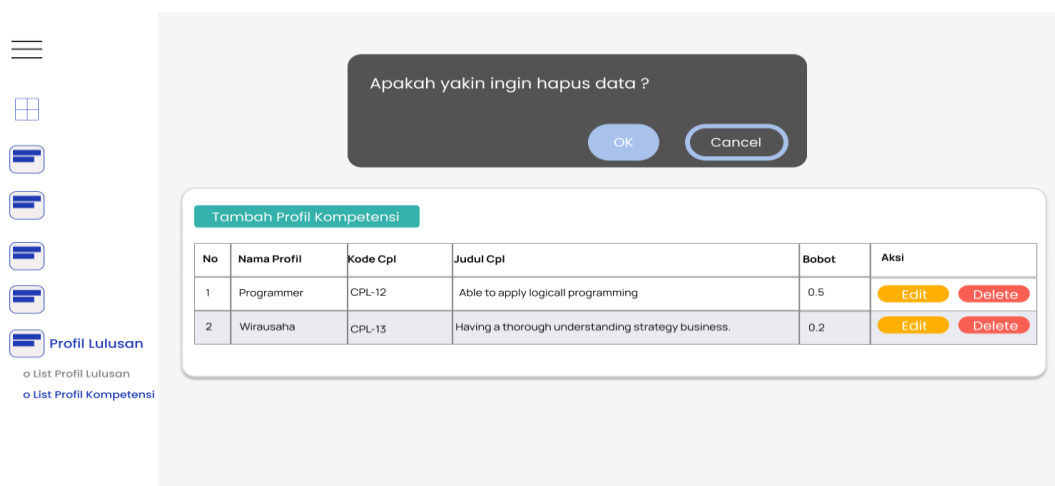 Apakah yakin ingin hapus data ?
OK Cancel
Tambah Profil Kompetensi
No Nama Profil Kode Cpl Judul Cpl Bobot Aksi
1 Programmer CPL-12 Able to apply logicall programming 0.5 Edit Delete
2 Wirausaha CPL-13 Having a thorough understanding strategy business. 0.2 Edit Delete
Profil Lulusan
o List Profil Lulusan
o List Profil Kompetensi